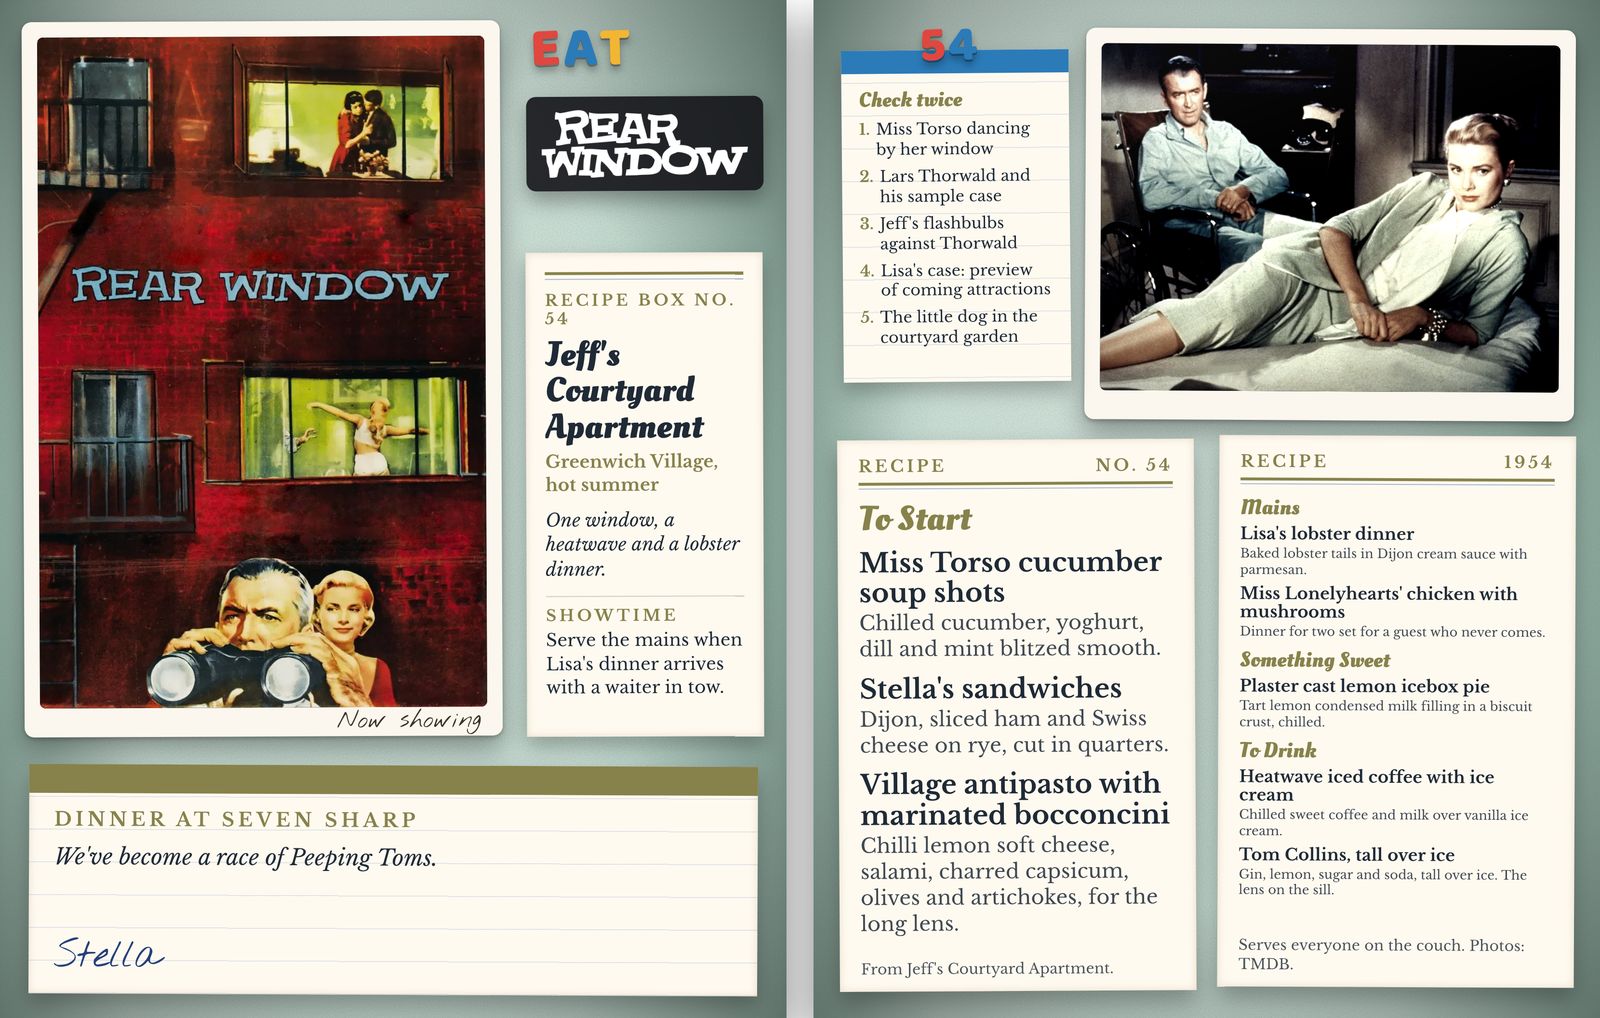 EAT
REAR
WINDOW
REAR WINDOW
Now showing
RECIPE BOX NO.
54
Jeff's
Courtyard
Apartment
Greenwich Village,
hot summer
One window, a
heatwave and a lobster
dinner.
SHOWTIME
Serve the mains when
Lisa's dinner arrives
with a waiter in tow.
DINNER AT SEVEN SHARP
We've become a race of Peeping Toms.
Stella
54
Check twice
1. Miss Torso dancing
by her window
2. Lars Thorwald and
his sample case
3. Jeff's flashbulbs
against Thorwald
4. Lisa's case: preview
of coming attractions
5. The little dog in the
courtyard garden
RECIPE NO. 54
To Start
Miss Torso cucumber
soup shots
Chilled cucumber, yoghurt,
dill and mint blitzed smooth.
Stella's sandwiches
Dijon, sliced ham and Swiss
cheese on rye, cut in quarters.
Village antipasto with
marinated bocconcini
Chilli lemon soft cheese,
salami, charred capsicum,
olives and artichokes, for the
long lens.
From Jeff's Courtyard Apartment.
RECIPE 1954
Mains
Lisa's lobster dinner
Baked lobster tails in Dijon cream sauce with
parmesan.
Miss Lonelyhearts' chicken with
mushrooms
Dinner for two set for a guest who never comes.
Something Sweet
Plaster cast lemon icebox pie
Tart lemon condensed milk filling in a biscuit
crust, chilled.
To Drink
Heatwave iced coffee with ice
cream
Chilled sweet coffee and milk over vanilla ice
cream.
Tom Collins, tall over ice
Gin, lemon, sugar and soda, tall over ice. The
lens on the sill.
Serves everyone on the couch. Photos:
TMDB.